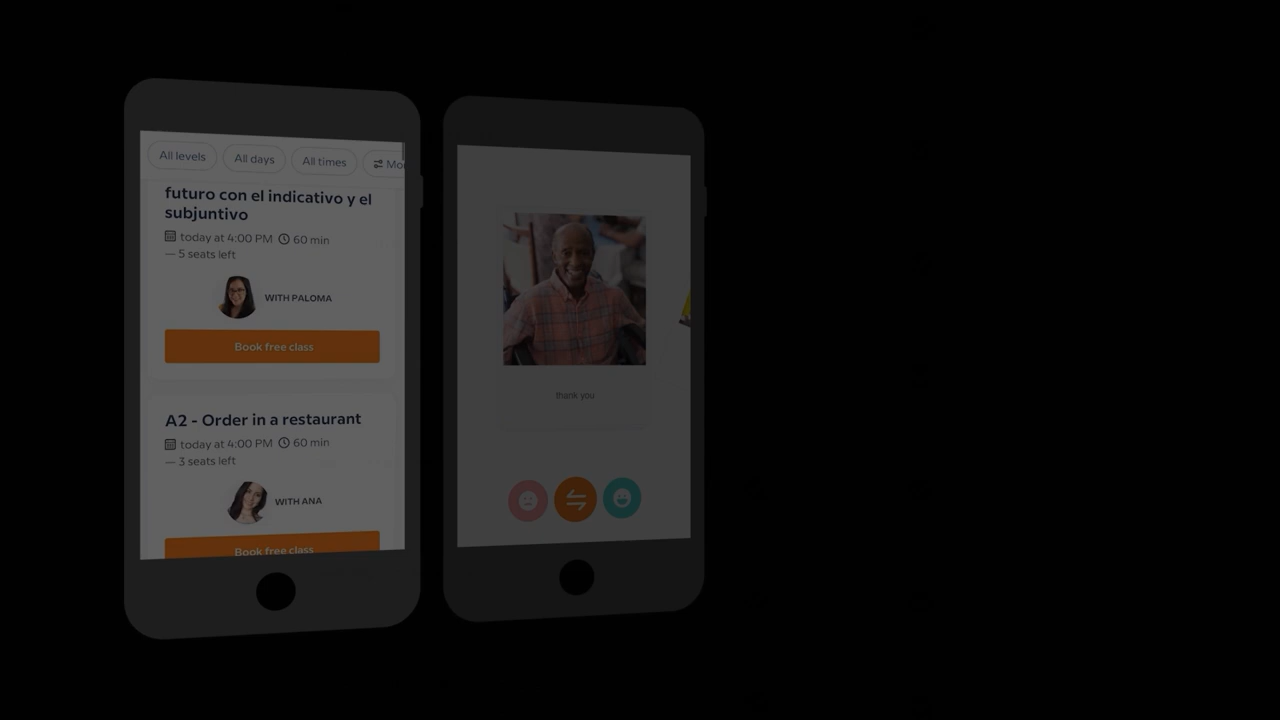 All levels
All days
All times
Mo
futuro con el indicativo y el
subjuntivo
today at 4:00 PM 60 min
— 5 seats left
WITH PALOMA
Book free class
A2 - Order in a restaurant
today at 4:00 PM 60 min
— 3 seats left
WITH ANA
Book free class
thank you